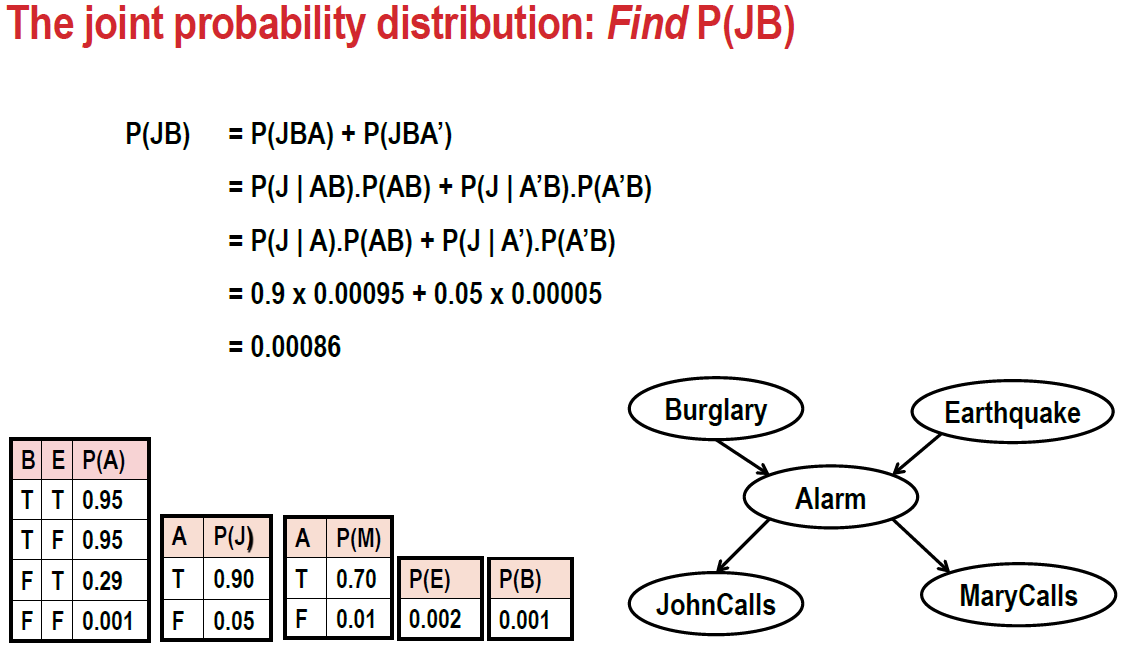 The joint probability distribution: Find P(JB)
P(JB) = P(JBA) + P(JBA’)
= P(J | AB).P(AB) + P(J | A’B).P(A’B)
= P(J | A).P(AB) + P(J | A’).P(A’B)
= 0.9 x 0.00095 + 0.05 x 0.00005
= 0.00086
B E P(A)
T T 0.95
T F 0.95
F T 0.29
F F 0.001
A P(J)
T 0.90
F 0.05
A P(M)
T 0.70
F 0.01
P(E)
0.002
P(B)
0.001
Burglary
Earthquake
Alarm
JohnCalls
MaryCalls